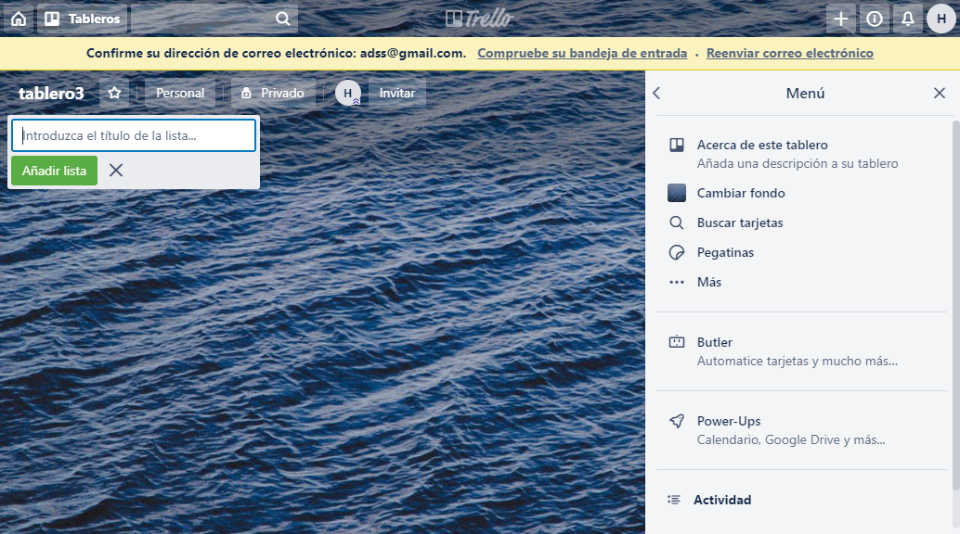 Tableros
Trello
H
Confirme su dirección de correo electrónico: adss@gmail.com. Compruebe su bandeja de entrada · Reenviar correo electrónico
tablero3 Personal Privado H Invitar
Introduzca el título de la lista...
Añadir lista
Menú
Acerca de este tablero
Añada una descripción a su tablero
Cambiar fondo
Buscar tarjetas
Pegatinas
Más
Butler
Automatice tarjetas y mucho más...
Power-Ups
Calendario, Google Drive y más...
Actividad